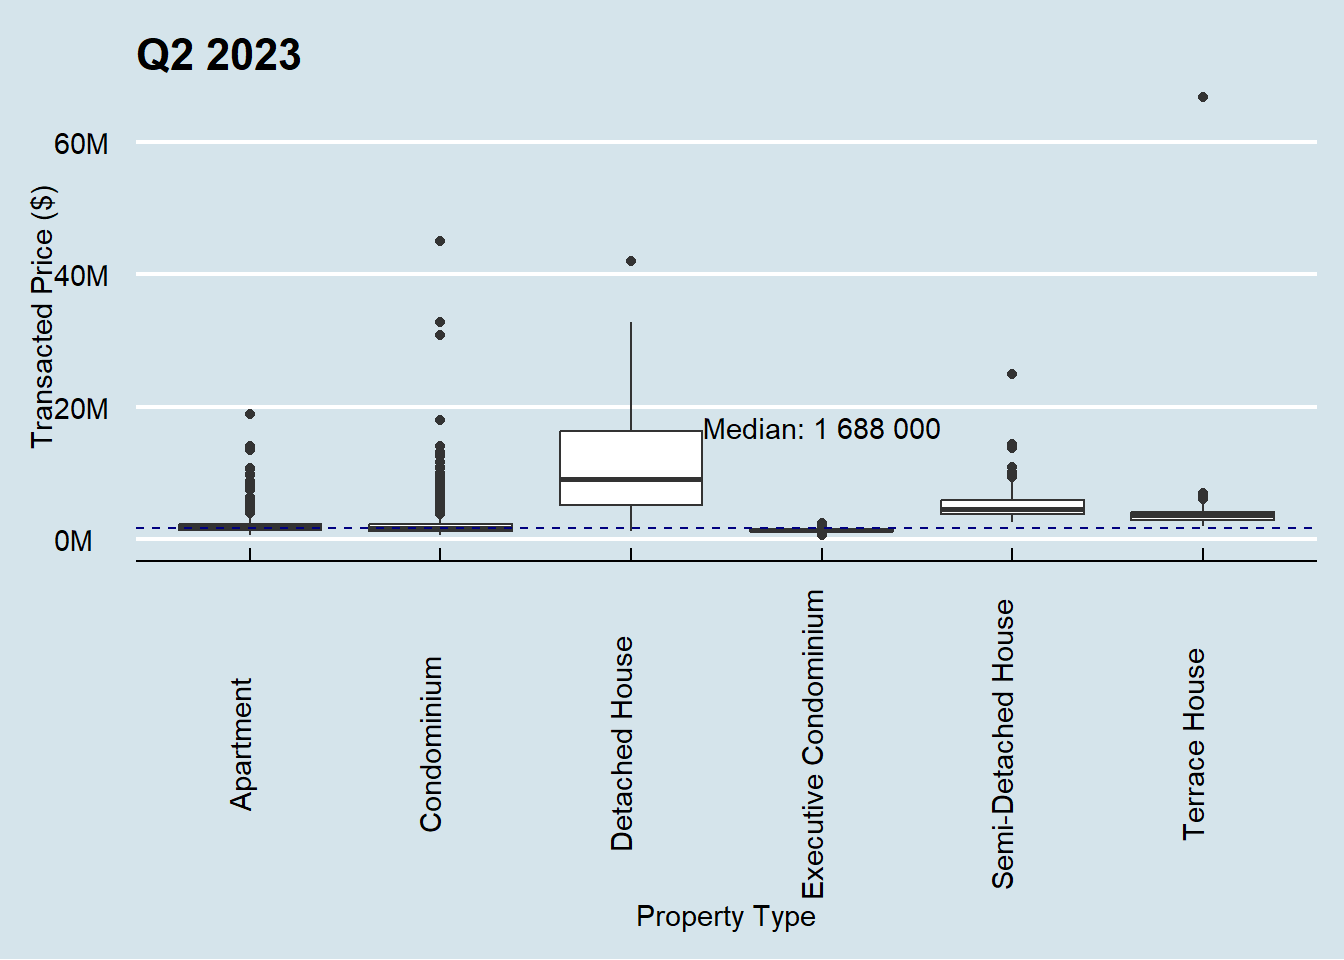 Q2 2023
Transacted Price ($)
60M
40M
20M
0M
Median: 1 688 000
Apartment
Condominium
Detached House
Executive Condominium
Semi-Detached House
Terrace House
Property Type